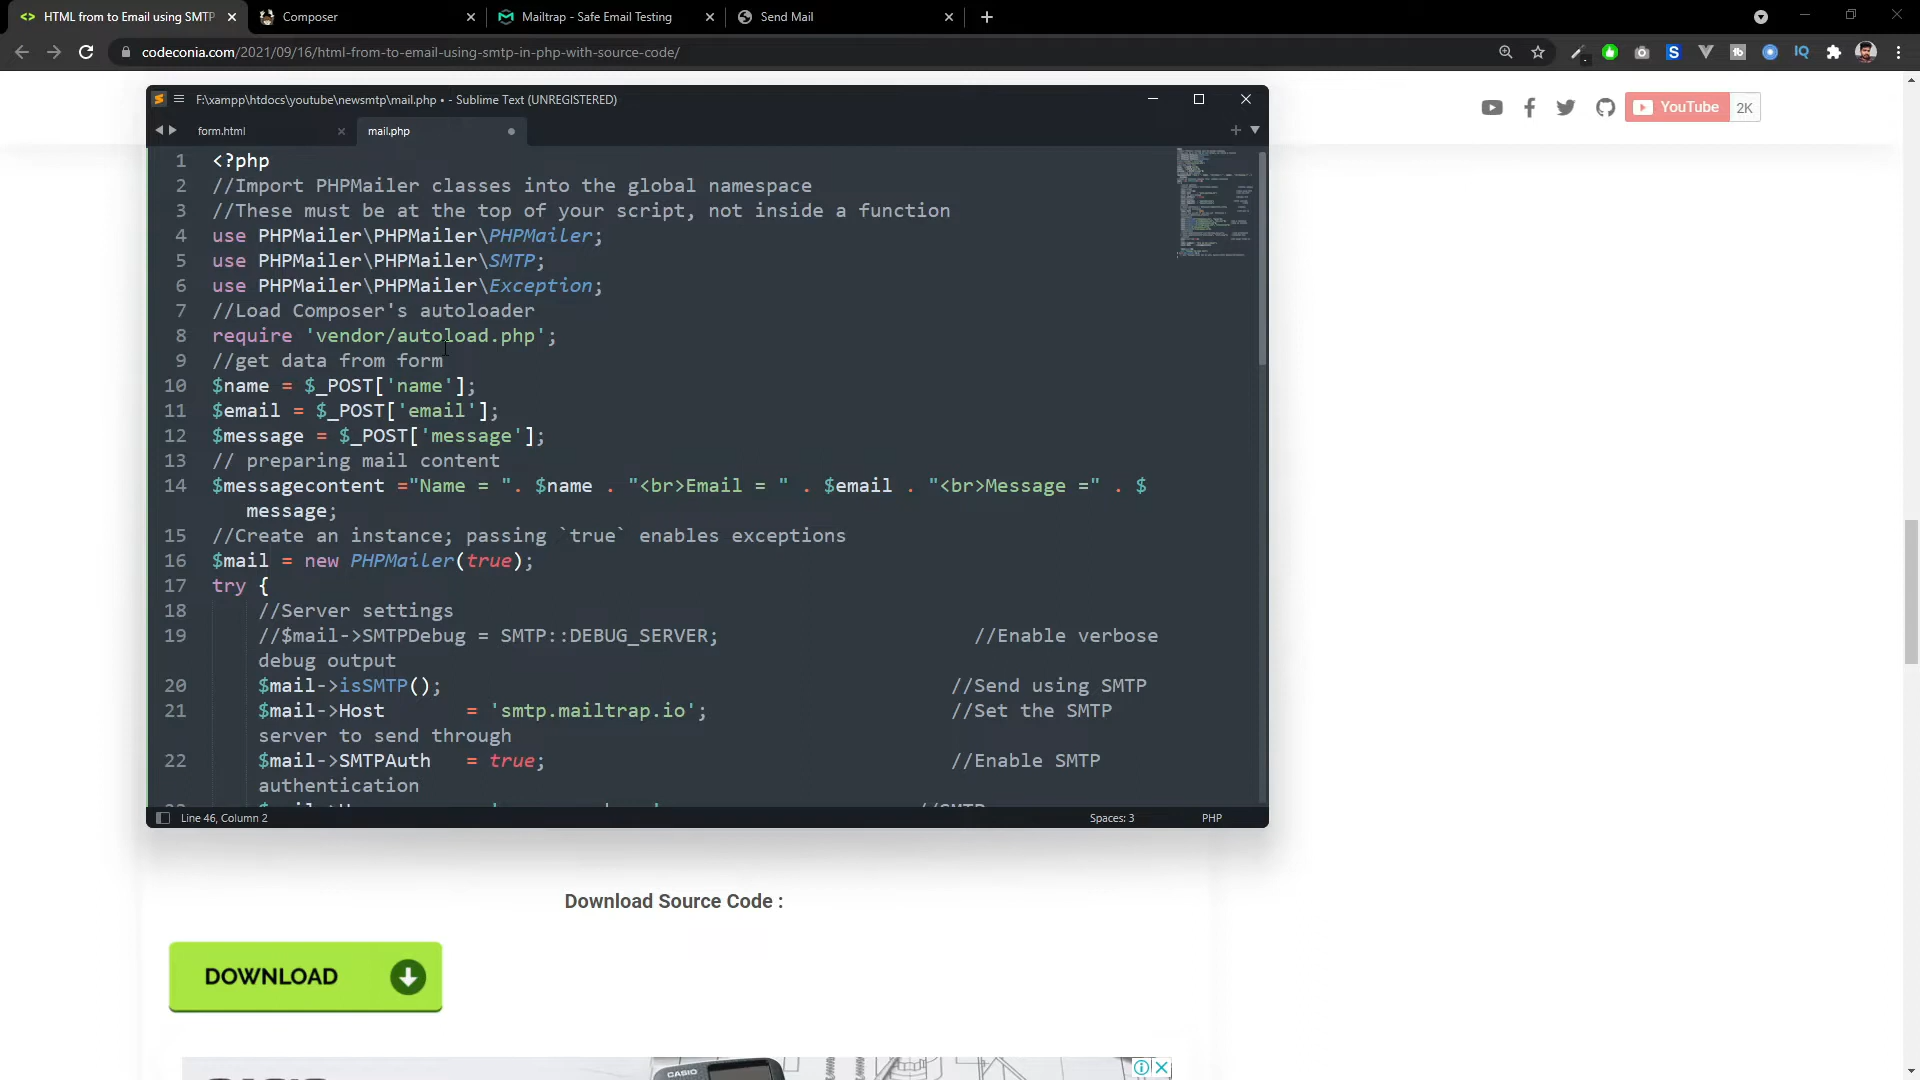 HTML from to Email using SMTP
Composer
Mailtrap - Safe Email Testing
Send Mail
codeconia.com/2021/09/16/html-from-to-email-using-smtp-in-php-with-source-code/
YouTube
2K
F:\xampp\htdocs\youtube\newsmtp\mail.php • - Sublime Text (UNREGISTERED)
form.html
mail.php
1 <?php
2 //Import PHPMailer classes into the global namespace
3 //These must be at the top of your script, not inside a function
4 use PHPMailer\PHPMailer\PHPMailer;
5 use PHPMailer\PHPMailer\SMTP;
6 use PHPMailer\PHPMailer\Exception;
7 //Load Composer's autoloader
8 require 'vendor/autoload.php';
9 //get data from form
10 $name = $_POST['name'];
11 $email = $_POST['email'];
12 $message = $_POST['message'];
13 // preparing mail content
14 $messagecontent ="Name = ". $name . "<br>Email = " . $email . "<br>Message =" . $
message;
15 //Create an instance; passing `true` enables exceptions
16 $mail = new PHPMailer(true);
17 try {
18 //Server settings
19 //$mail->SMTPDebug = SMTP::DEBUG_SERVER; //Enable verbose
debug output
20 $mail->isSMTP(); //Send using SMTP
21 $mail->Host = 'smtp.mailtrap.io'; //Set the SMTP
server to send through
22 $mail->SMTPAuth = true; //Enable SMTP
authentication
Line 46, Column 2
Spaces: 3
PHP
Download Source Code :
DOWNLOAD
CASIO